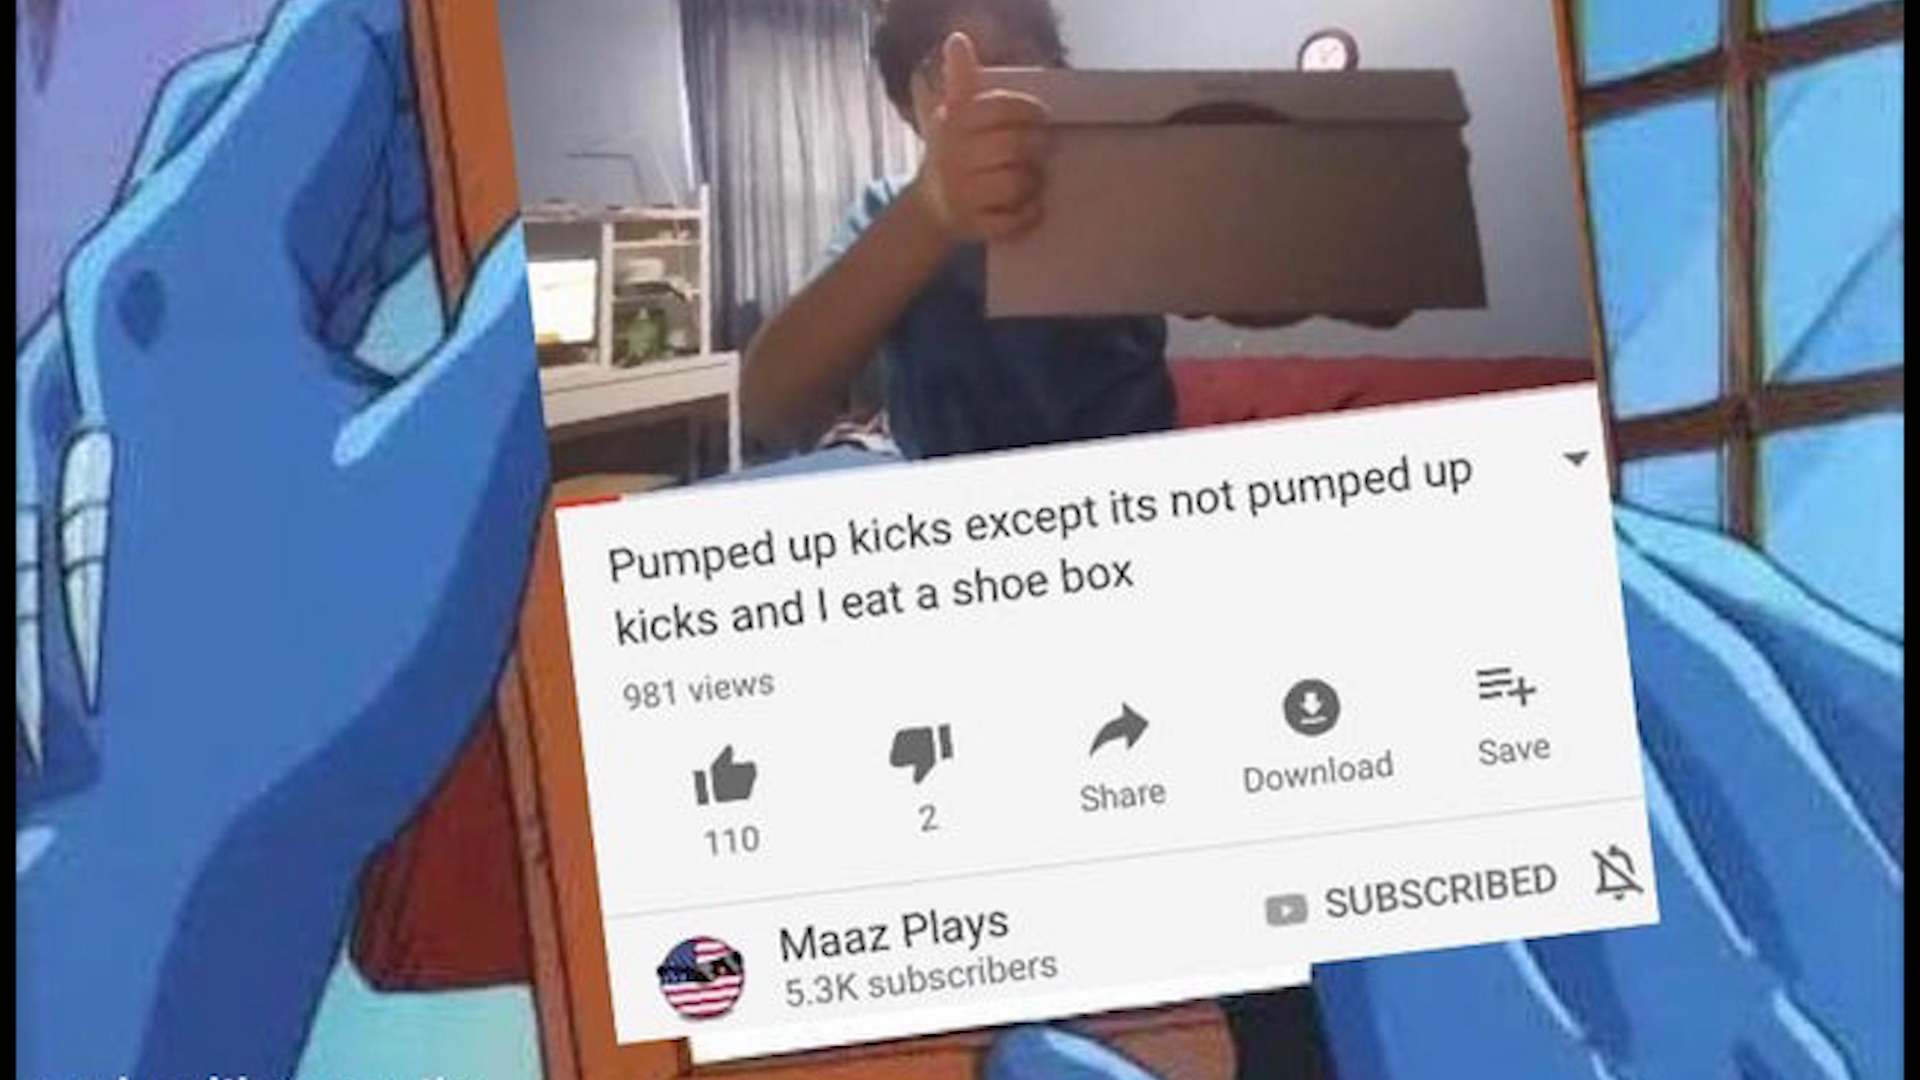 Pumped up kicks except its not pumped up
kicks and I eat a shoe box
981 views
110
2
Share
Download
Save
Maaz Plays
5.3K subscribers
SUBSCRIBED